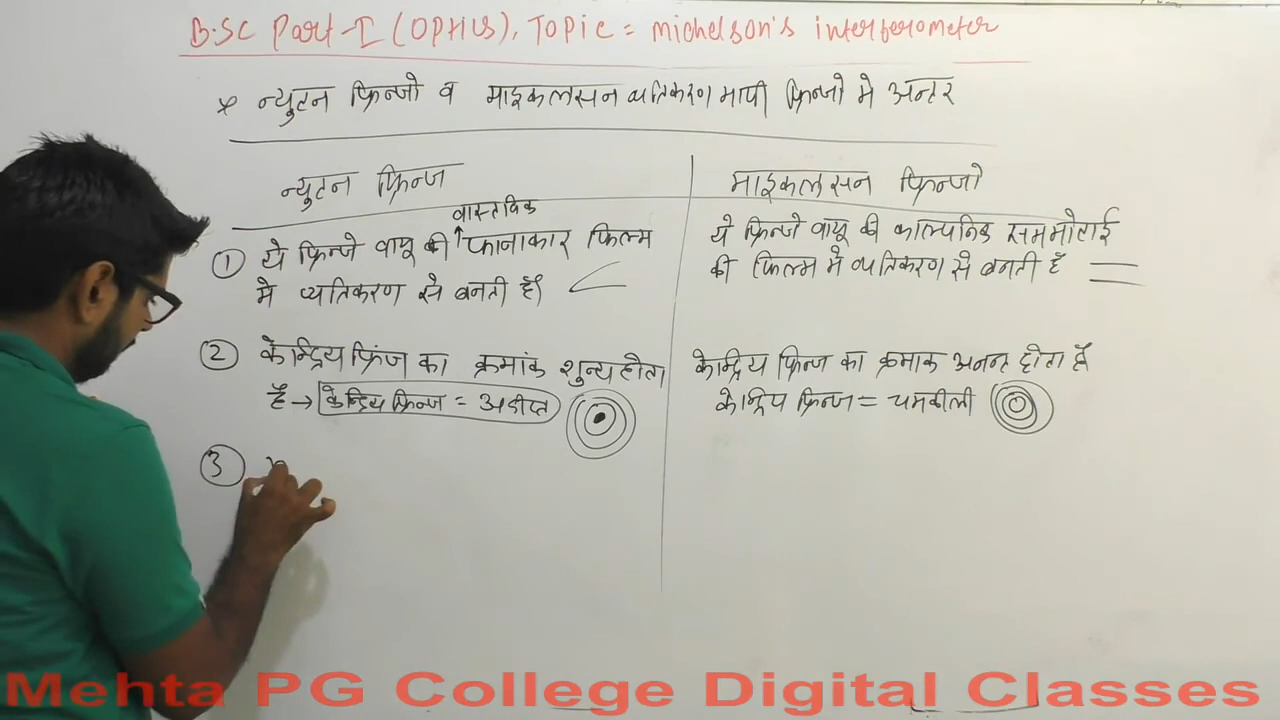 B.SC Part-I (OPtics), Topic = michelson's interferometer
* न्युटन फ्रिन्जो व माइकलसन व्यतिकरण मापी फ्रिन्जो मे अन्तर
न्युटन फ्रिन्ज
माइकलसन फ्रिन्जो
वास्तविक
① ये फ्रिन्जे वायू की ↑ फानाकार फिल्म
मे व्यतिकरण से बनती है।
ये फ्रिन्जे वायू की काल्पनिक सममोटाई
की फिल्म मे व्यतिकरण से बनती है
② केन्द्रिय फ्रिंज का क्रमांक शुन्य होता
है → केन्द्रिय फ्रिन्ज = अदीप्त
केन्द्रिय फ्रिन्ज का क्रमाक अनन्त होता है
केन्द्रिय फ्रिन्ज = चमकीली
③
Mehta PG College Digital Classes